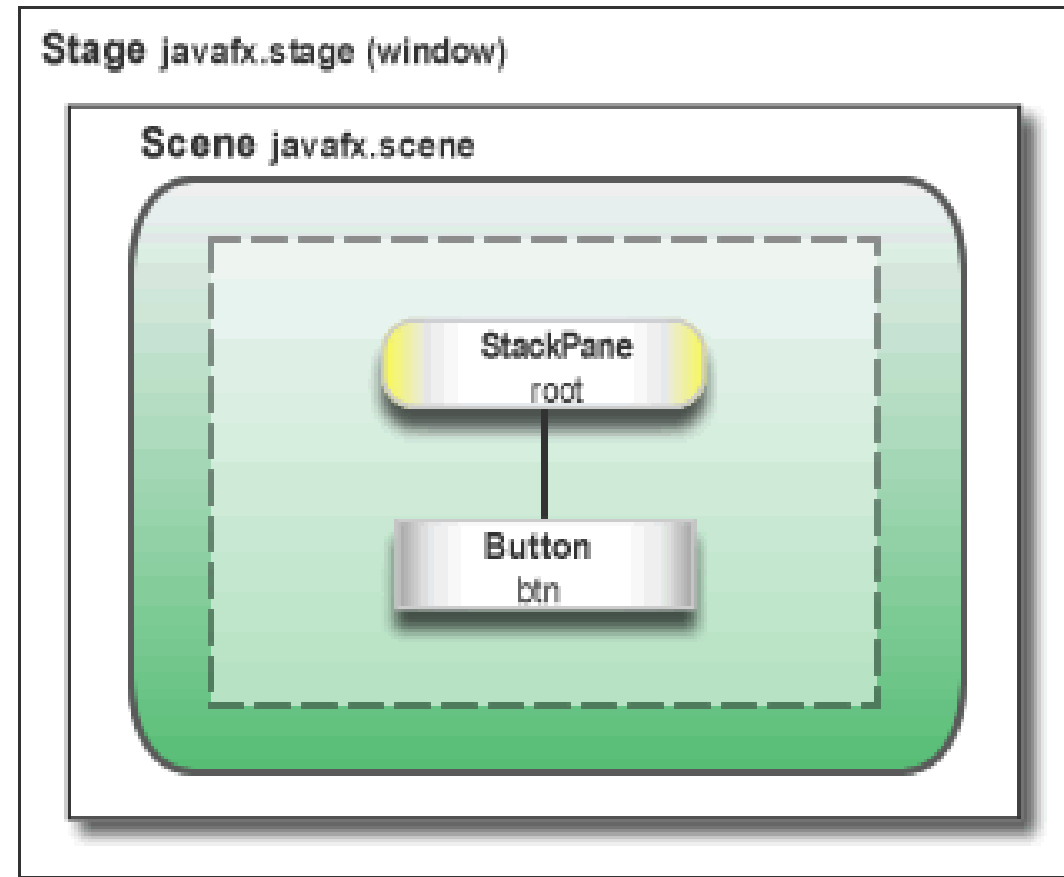 Stage javafx.stage (window)
Scene javafx.scene
StackPane
root
Button
btn